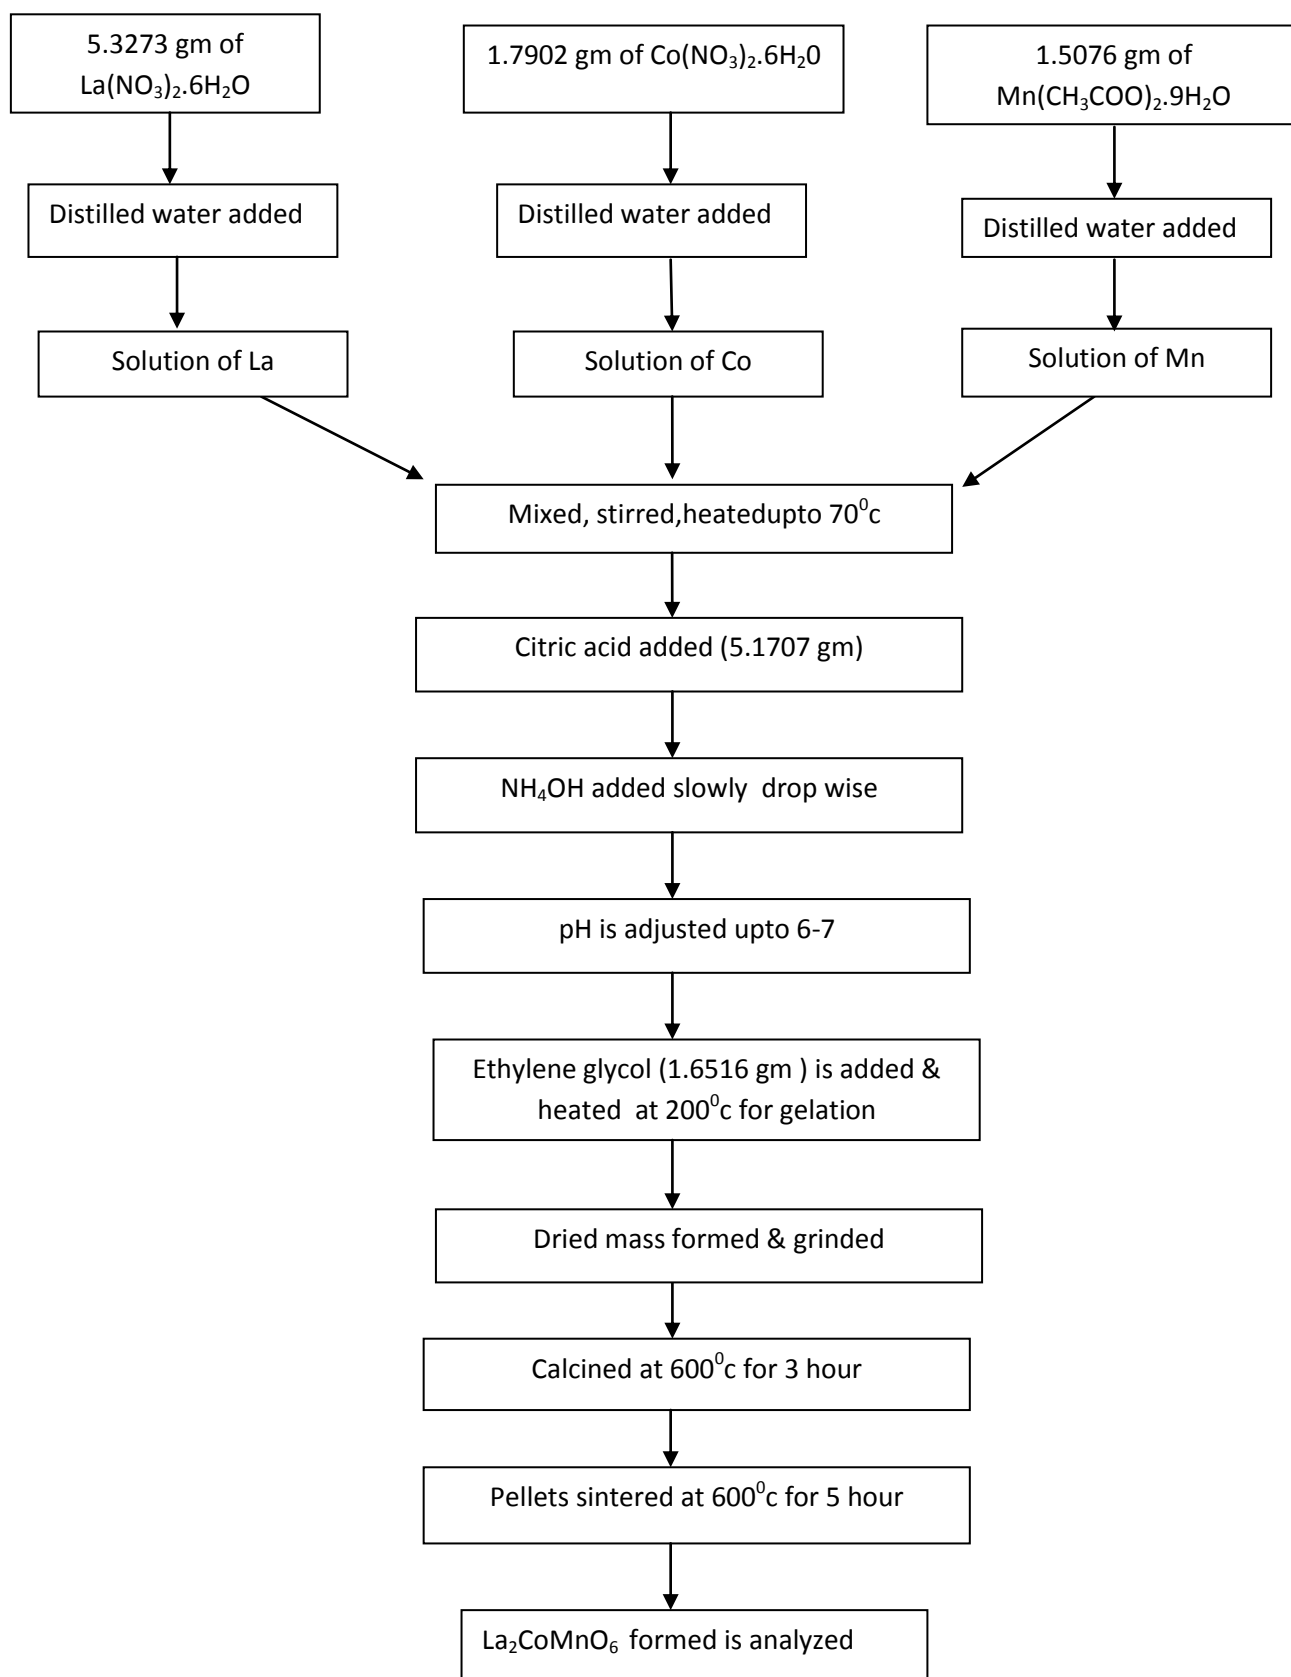 5.3273 gm of
La(NO₃)₂.6H₂O
1.7902 gm of Co(NO₃)₂.6H₂0
1.5076 gm of
Mn(CH₃COO)₂.9H₂O
Distilled water added
Distilled water added
Distilled water added
Solution of La
Solution of Co
Solution of Mn
Mixed, stirred,heatedupto 70⁰c
Citric acid added (5.1707 gm)
NH₄OH added slowly drop wise
pH is adjusted upto 6-7
Ethylene glycol (1.6516 gm ) is added &
heated at 200⁰c for gelation
Dried mass formed & grinded
Calcined at 600⁰c for 3 hour
Pellets sintered at 600⁰c for 5 hour
La₂CoMnO₆ formed is analyzed